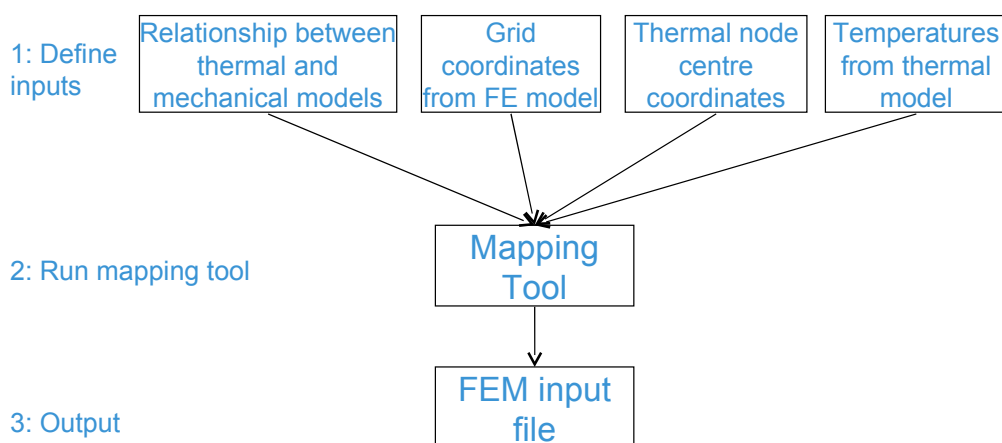 1: Define
inputs
Relationship between
thermal and
mechanical models
Grid
coordinates
from FE model
Thermal node
centre
coordinates
Temperatures
from thermal
model
2: Run mapping tool
Mapping
Tool
3: Output
FEM input
file